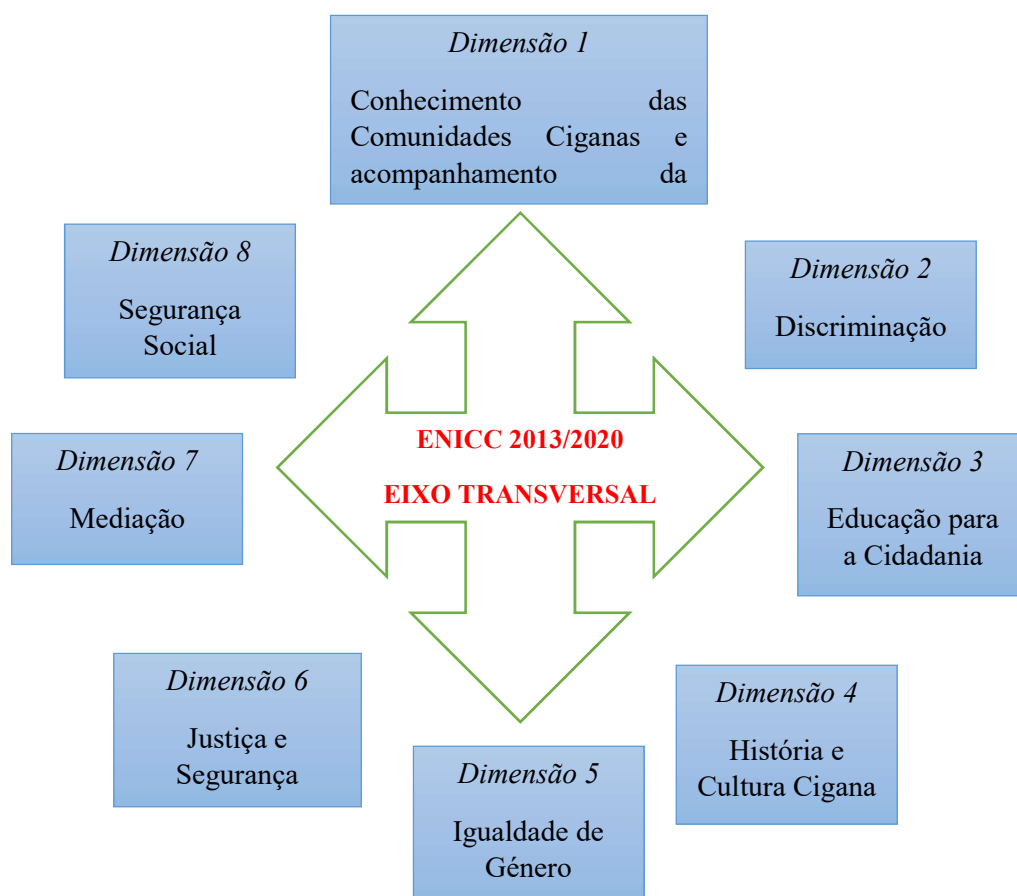 Dimensão 1
Conhecimento das
Comunidades Ciganas e
acompanhamento da
Dimensão 2
Discriminação
Dimensão 3
Educação para
a Cidadania
Dimensão 4
História e
Cultura Cigana
Dimensão 5
Igualdade de
Género
Dimensão 6
Justiça e
Segurança
Dimensão 7
Mediação
Dimensão 8
Segurança
Social
ENICC 2013/2020
EIXO TRANSVERSAL